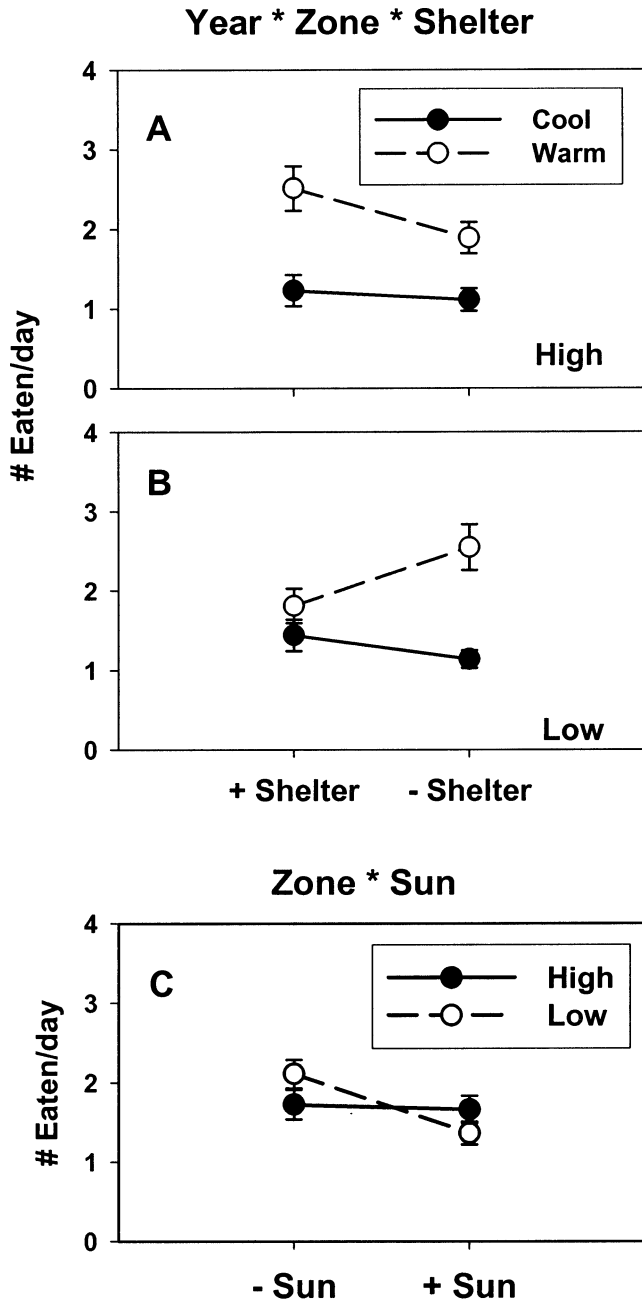 Year * Zone * Shelter
4
A
Cool
Warm
3
2
1
High
0
# Eaten/day
4
B
3
2
1
Low
0
+ Shelter - Shelter
Zone * Sun
4
C
High
Low
3
2
1
0
# Eaten/day
- Sun + Sun